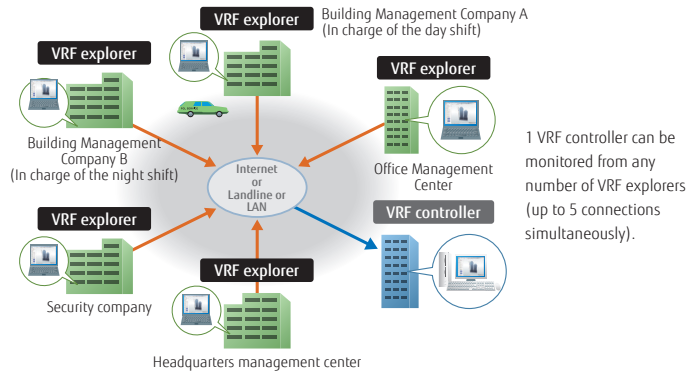 VRF explorer
Building Management Company A
(In charge of the day shift)
VRF explorer
Building Management
Company B
(In charge of the night shift)
VRF explorer
Office Management
Center
Internet
or
Landline or
LAN
1 VRF controller can be
monitored from any
number of VRF explorers
(up to 5 connections
simultaneously).
VRF explorer
Security company
VRF controller
VRF explorer
Headquarters management center